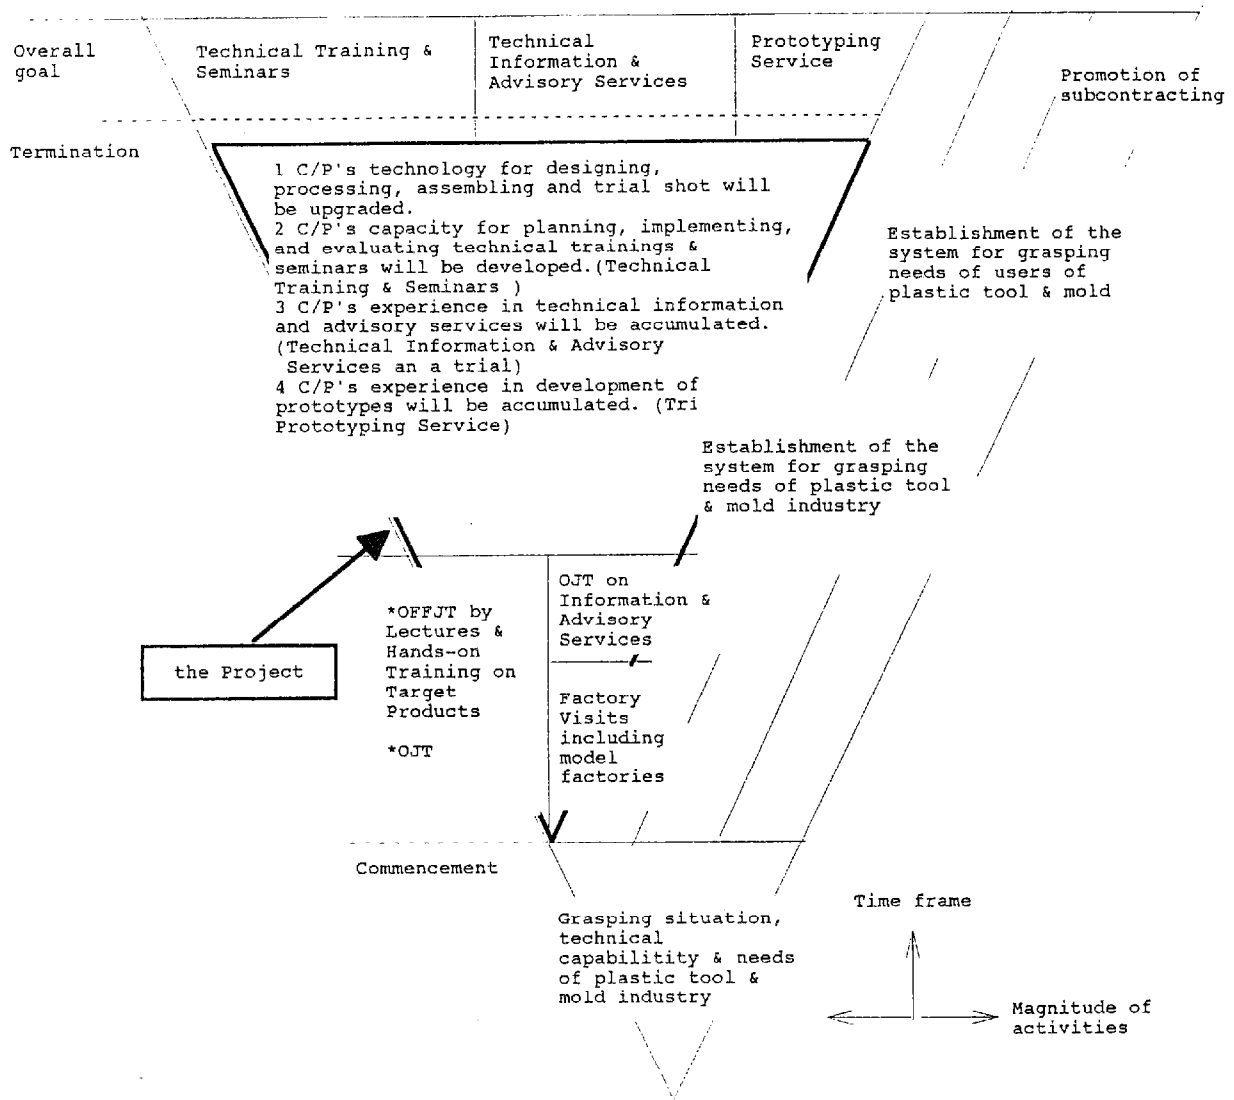 Overall
goal
Technical Training &
Seminars
Technical
Information &
Advisory Services
Prototyping
Service
Promotion of
subcontracting
Termination
1 C/P's technology for designing,
processing, assembling and trial shot will
be upgraded.
2 C/P's capacity for planning, implementing,
and evaluating technical trainings &
seminars will be developed.(Technical
Training & Seminars )
3 C/P's experience in technical information
and advisory services will be accumulated.
(Technical Information & Advisory
Services an a trial)
4 C/P's experience in development of
prototypes will be accumulated. (Tri
Prototyping Service)
Establishment of the
system for grasping
needs of users of
plastic tool & mold
Establishment of the
system for grasping
needs of plastic tool
& mold industry
the Project
*OFFJT by
Lectures &
Hands-on
Training on
Target
Products
*OJT
OJT on
Information &
Advisory
Services
Factory
Visits
including
model
factories
Commencement
Grasping situation,
technical
capabilitity & needs
of plastic tool &
mold industry
Time frame
Magnitude of
activities